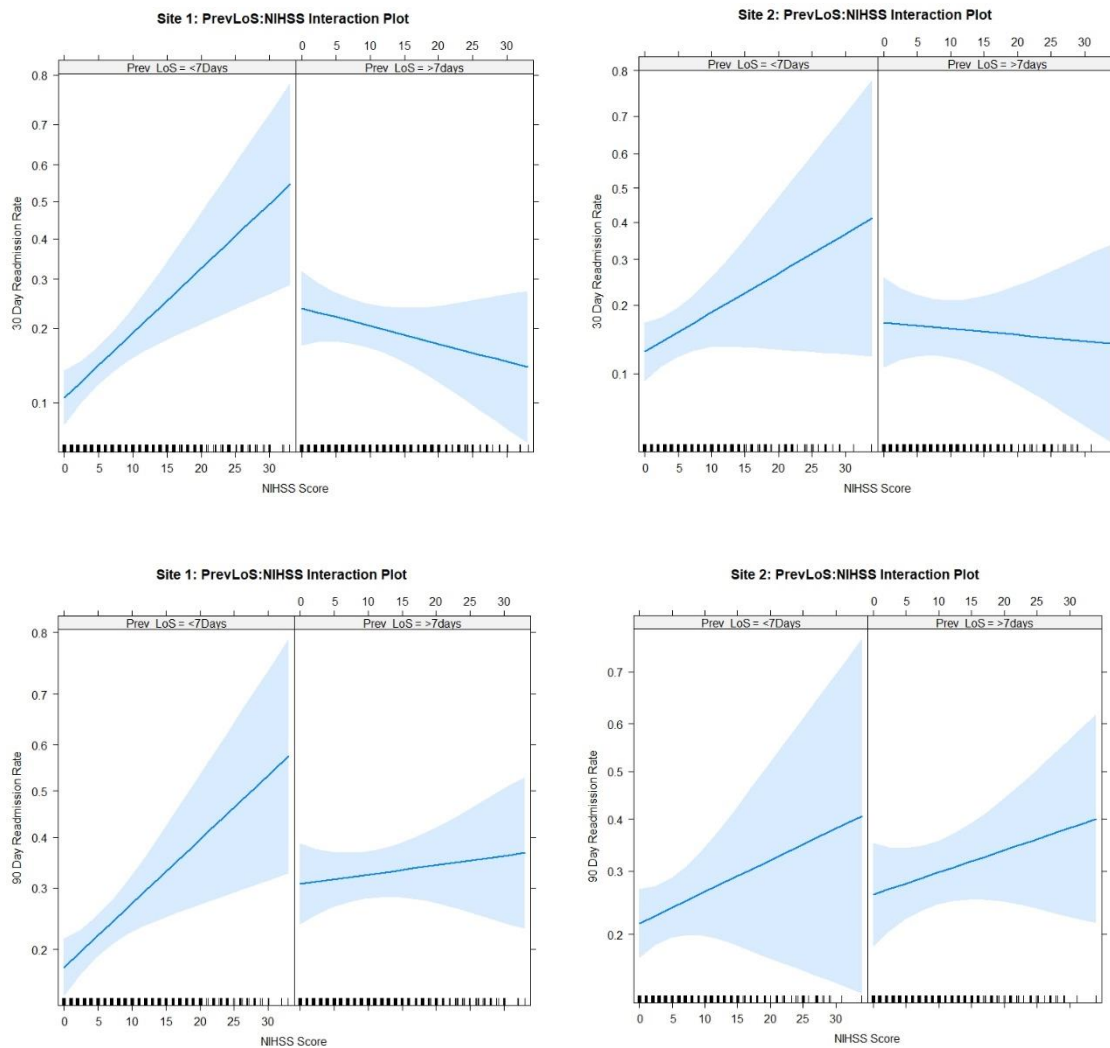 Site 1: PrevLoS:NIHSS Interaction Plot
0 5 10 15 20 25 30
Prev_LoS = <7Days
Prev_LoS = >7days
0.8
0.7
0.6
0.5
0.4
0.3
0.2
0.1
30 Day Readmission Rate
0 5 10 15 20 25 30
NIHSS Score
Site 2: PrevLoS:NIHSS Interaction Plot
0 5 10 15 20 25 30
Prev_LoS = <7Days
Prev_LoS = >7days
0.8
0.7
0.6
0.5
0.4
0.3
0.2
0.1
30 Day Readmission Rate
0 5 10 15 20 25 30
NIHSS Score
Site 1: PrevLoS:NIHSS Interaction Plot
0 5 10 15 20 25 30
Prev_LoS = <7Days
Prev_LoS = >7days
0.8
0.7
0.6
0.5
0.4
0.3
0.2
90 Day Readmission Rate
0 5 10 15 20 25 30
NIHSS Score
Site 2: PrevLoS:NIHSS Interaction Plot
0 5 10 15 20 25 30
Prev_LoS = <7Days
Prev_LoS = >7days
0.7
0.6
0.5
0.4
0.3
0.2
90 Day Readmission Rate
0 5 10 15 20 25 30
NIHSS Score